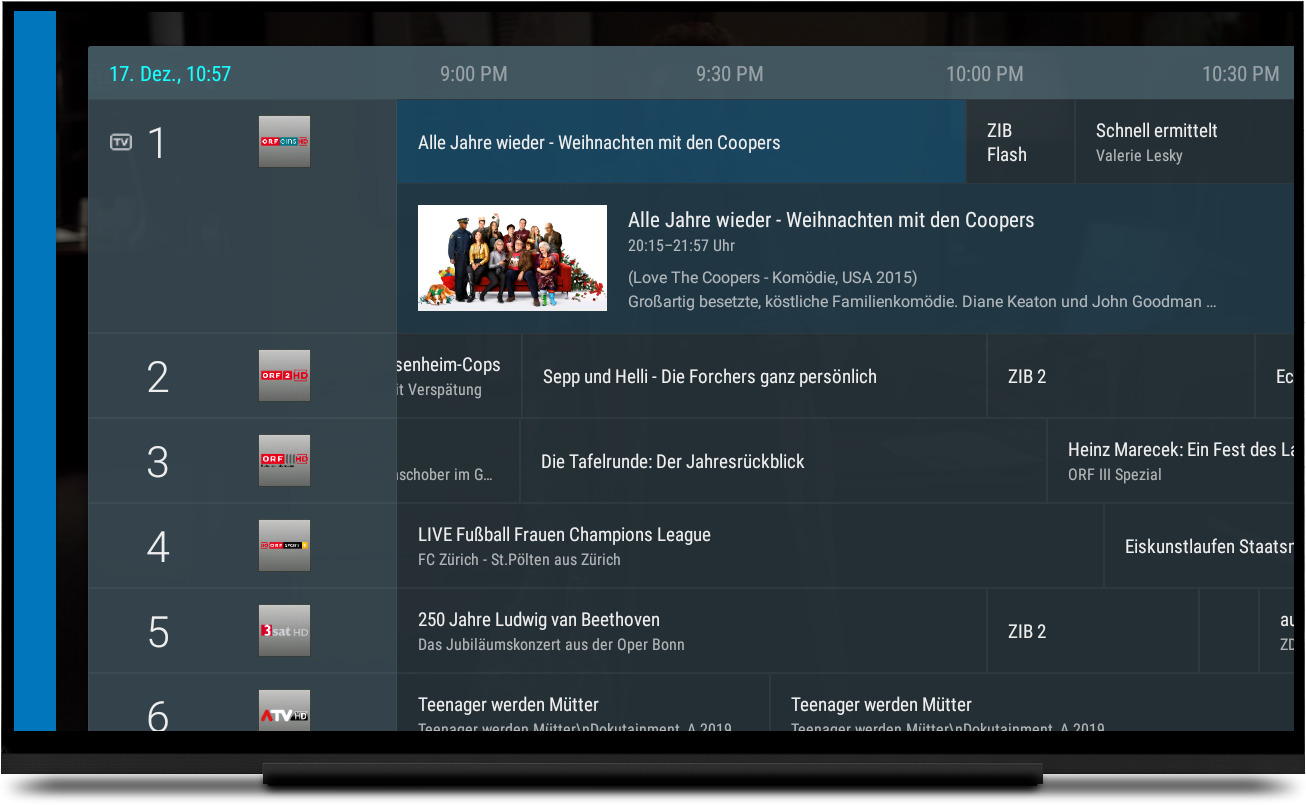 17. Dez., 10:57 9:00 PM 9:30 PM 10:00 PM 10:30 PM
TV 1 ORF eins HD
Alle Jahre wieder - Weihnachten mit den Coopers
ZIB
Flash
Schnell ermittelt
Valerie Lesky
Alle Jahre wieder - Weihnachten mit den Coopers
20:15–21:57 Uhr
(Love The Coopers - Komödie, USA 2015)
Großartig besetzte, köstliche Familienkomödie. Diane Keaton und John Goodman ...
2 ORF 2 HD
senheim-Cops
it Verspätung
Sepp und Helli - Die Forchers ganz persönlich
ZIB 2
Ec
3 ORF III HD
schober im G...
Die Tafelrunde: Der Jahresrückblick
Heinz Marecek: Ein Fest des La
ORF III Spezial
4 ORF SPORT
LIVE Fußball Frauen Champions League
FC Zürich - St.Pölten aus Zürich
Eiskunstlaufen Staatsm
5 3sat HD
250 Jahre Ludwig van Beethoven
Das Jubiläumskonzert aus der Oper Bonn
ZIB 2
au
ZD
6 ATV HD
Teenager werden Mütter
Teenager werden Mütter\nDokutainment, A 2019
Teenager werden Mütter
Teenager werden Mütter\nDokutainment, A 2019